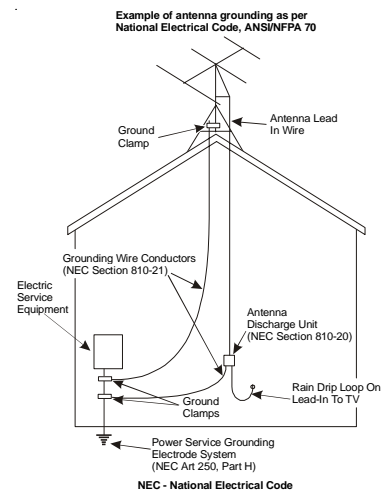 Example of antenna grounding as per
National Electrical Code, ANSI/NFPA 70
Antenna Lead
In Wire
Ground
Clamp
Grounding Wire Conductors
(NEC Section 810-21)
Electric
Service
Equipment
Antenna
Discharge Unit
(NEC Section 810-20)
Rain Drip Loop On
Lead-In To TV
Ground
Clamps
Power Service Grounding
Electrode System
(NEC Art 250, Part H)
NEC - National Electrical Code